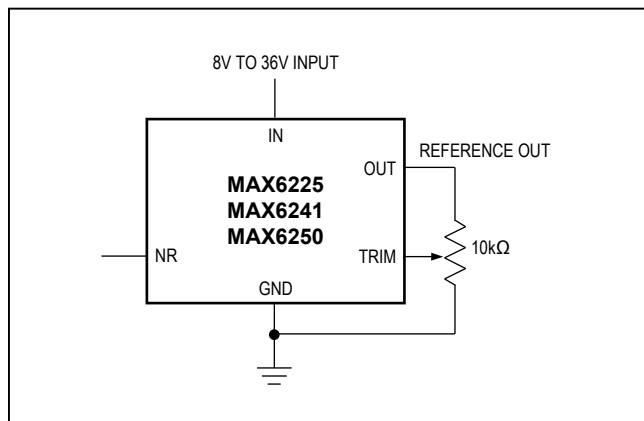 8V TO 36V INPUT
IN
OUT
REFERENCE OUT
MAX6225
MAX6241
MAX6250
10kΩ
NR
TRIM
GND